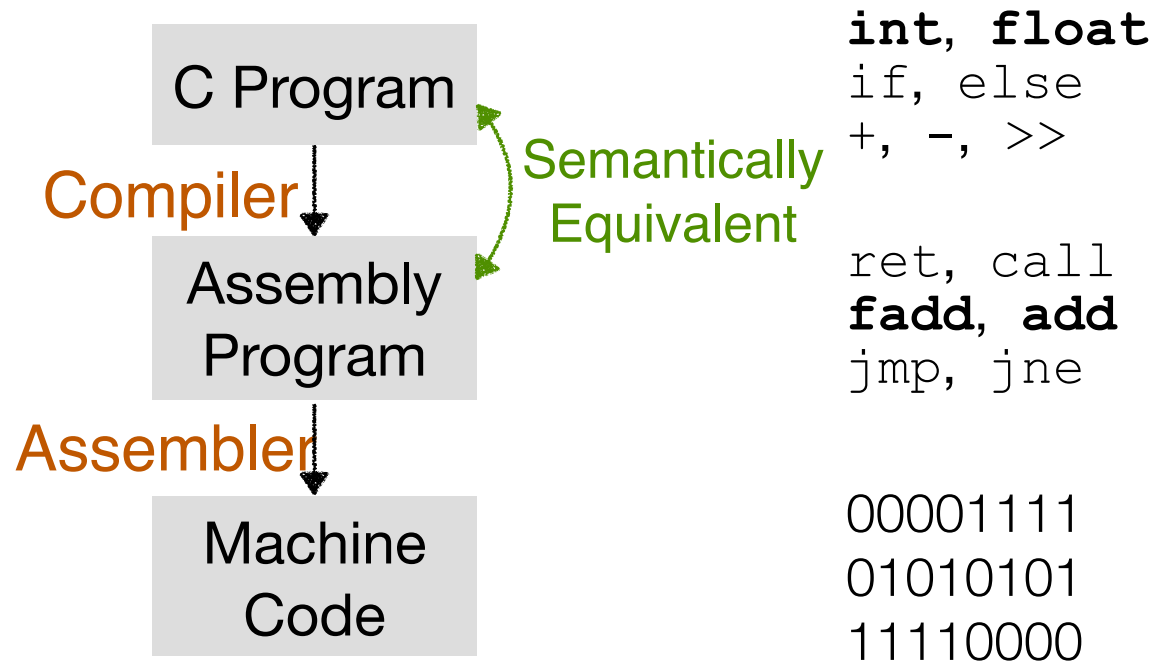 int, float
C Program
if, else
+, -, >>
Semantically
Equivalent
Compiler
Assembly
Program
ret, call
fadd, add
jmp, jne
Assembler
Machine
Code
00001111
01010101
11110000